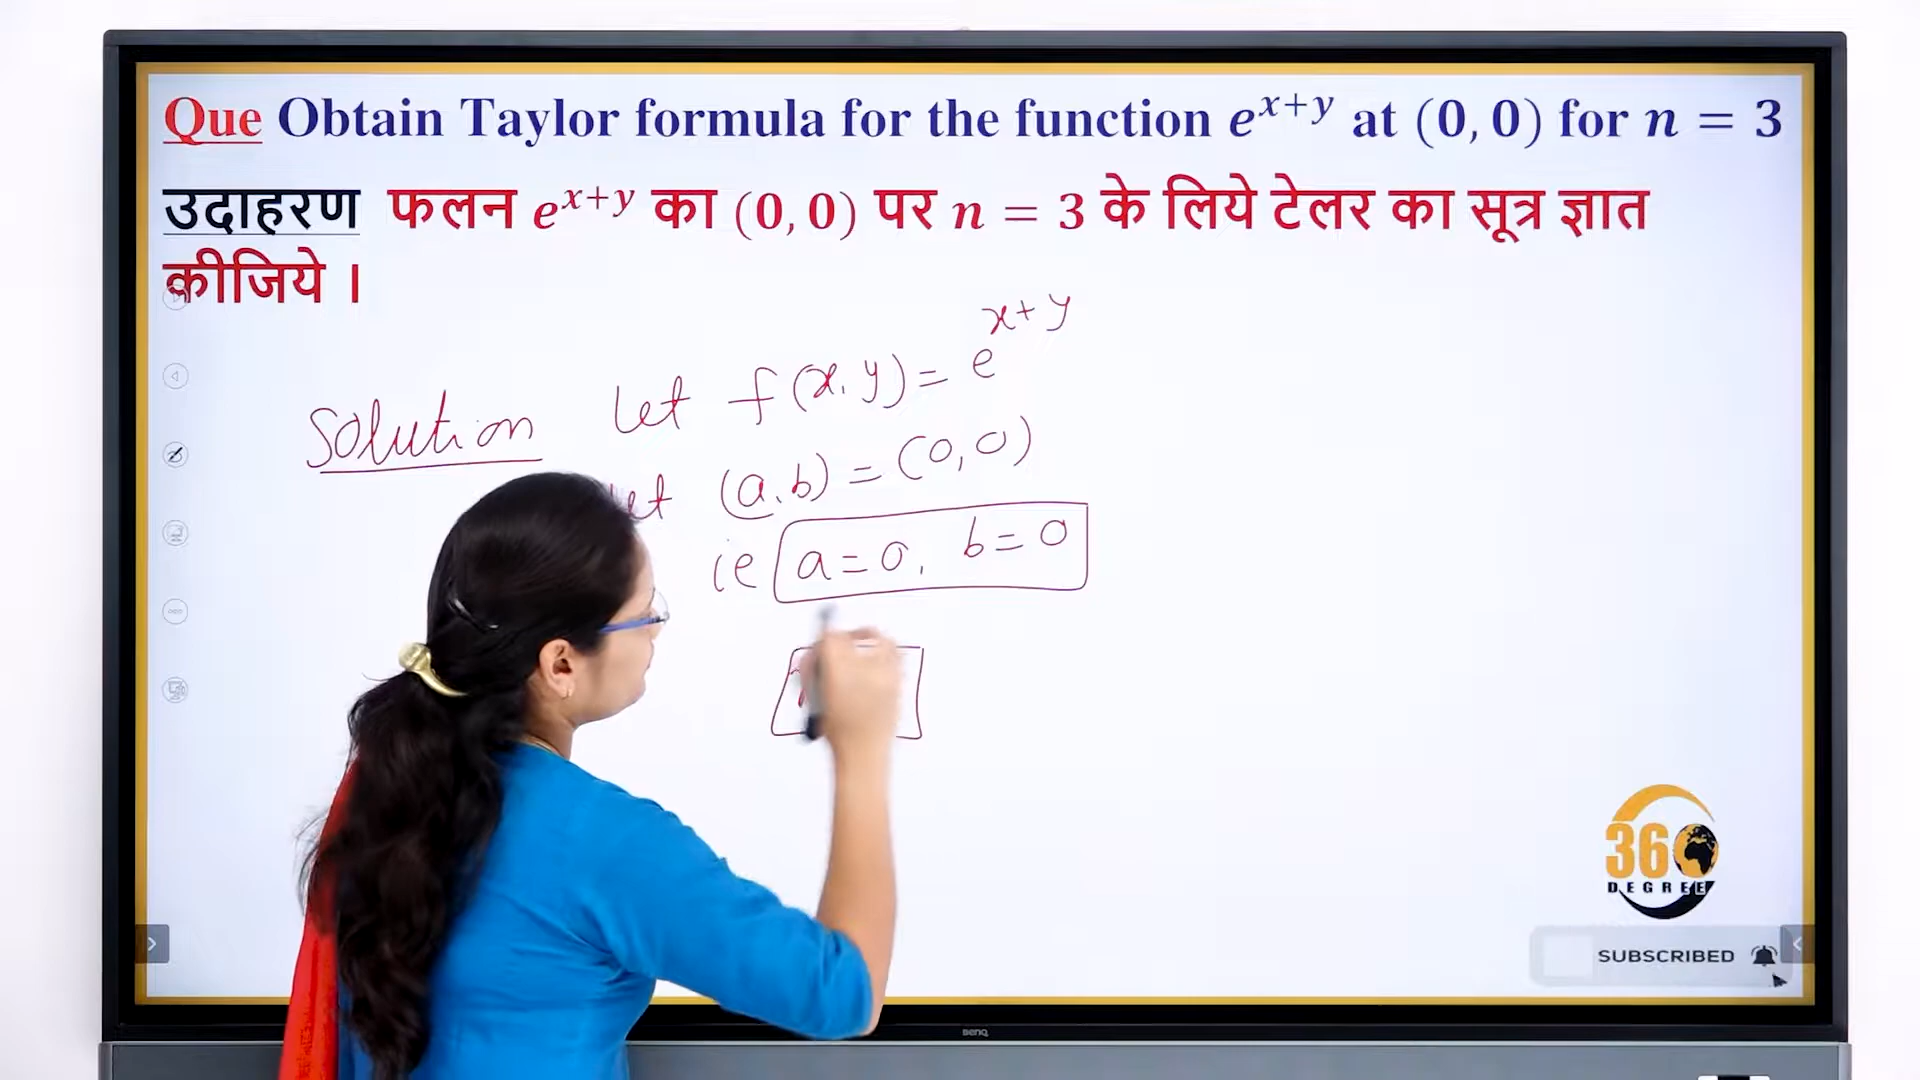 Que Obtain Taylor formula for the function e^{x+y} at (0, 0) for n = 3
उदाहरण फलन e^{x+y} का (0, 0) पर n = 3 के लिये टेलर का सूत्र ज्ञात
कीजिये ।
Solution Let f(x, y) = e^{x+y}
(a, b) = (0, 0)
ie a = 0, b = 0
360
DEGREE
SUBSCRIBED
BenQ